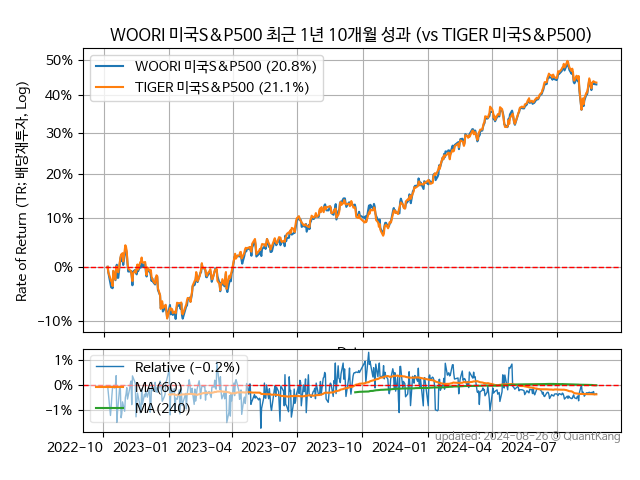 WOORI 미국S&P500 최근 1년 10개월 성과 (vs TIGER 미국S&P500)
WOORI 미국S&P500 (20.8%)
TIGER 미국S&P500 (21.1%)
Rate of Return (TR: 배당재투자, Log)
50%
40%
30%
20%
10%
0%
−10%
Relative (−0.2%)
MA(60)
MA(240)
1%
0%
−1%
2022−10 2023−01 2023−04 2023−07 2023−10 2024−01 2024−04 2024−07
updated: 2024−08−26 © QuantKang